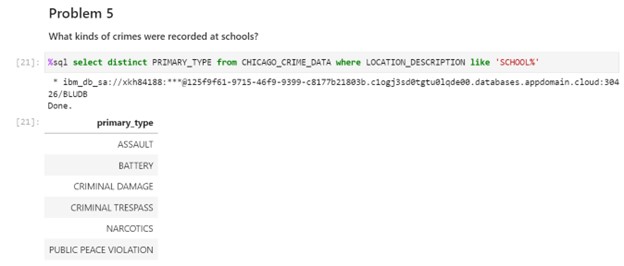 Problem 5
What kinds of crimes were recorded at schools?
[21]: %sql select distinct PRIMARY_TYPE from CHICAGO_CRIME_DATA where LOCATION_DESCRIPTION like 'SCHOOL%'
* ibm_db_sa://xkh84188:***@125f9f61-9715-46f9-9399-c8177b21803b.c1ogj3sd0tgtu0lqde00.databases.appdomain.cloud:304
26/BLUDB
Done.
[21]: primary_type
ASSAULT
BATTERY
CRIMINAL DAMAGE
CRIMINAL TRESPASS
NARCOTICS
PUBLIC PEACE VIOLATION